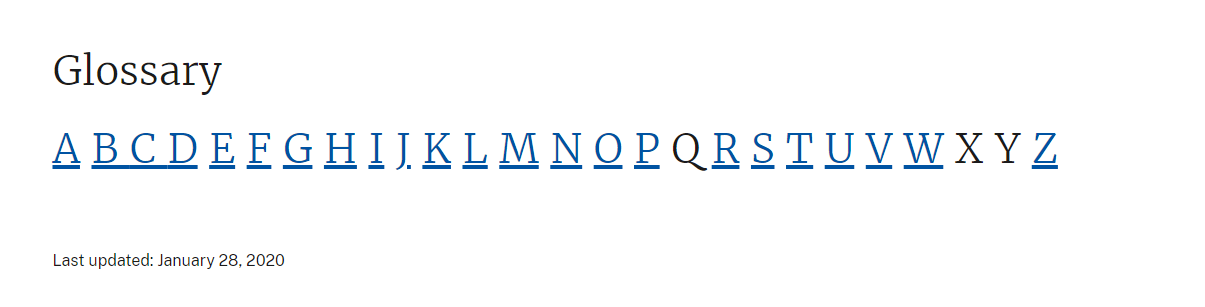 Glossary
A B C D E F G H I J K L M N O P Q R S T U V W X Y Z
Last updated: January 28, 2020